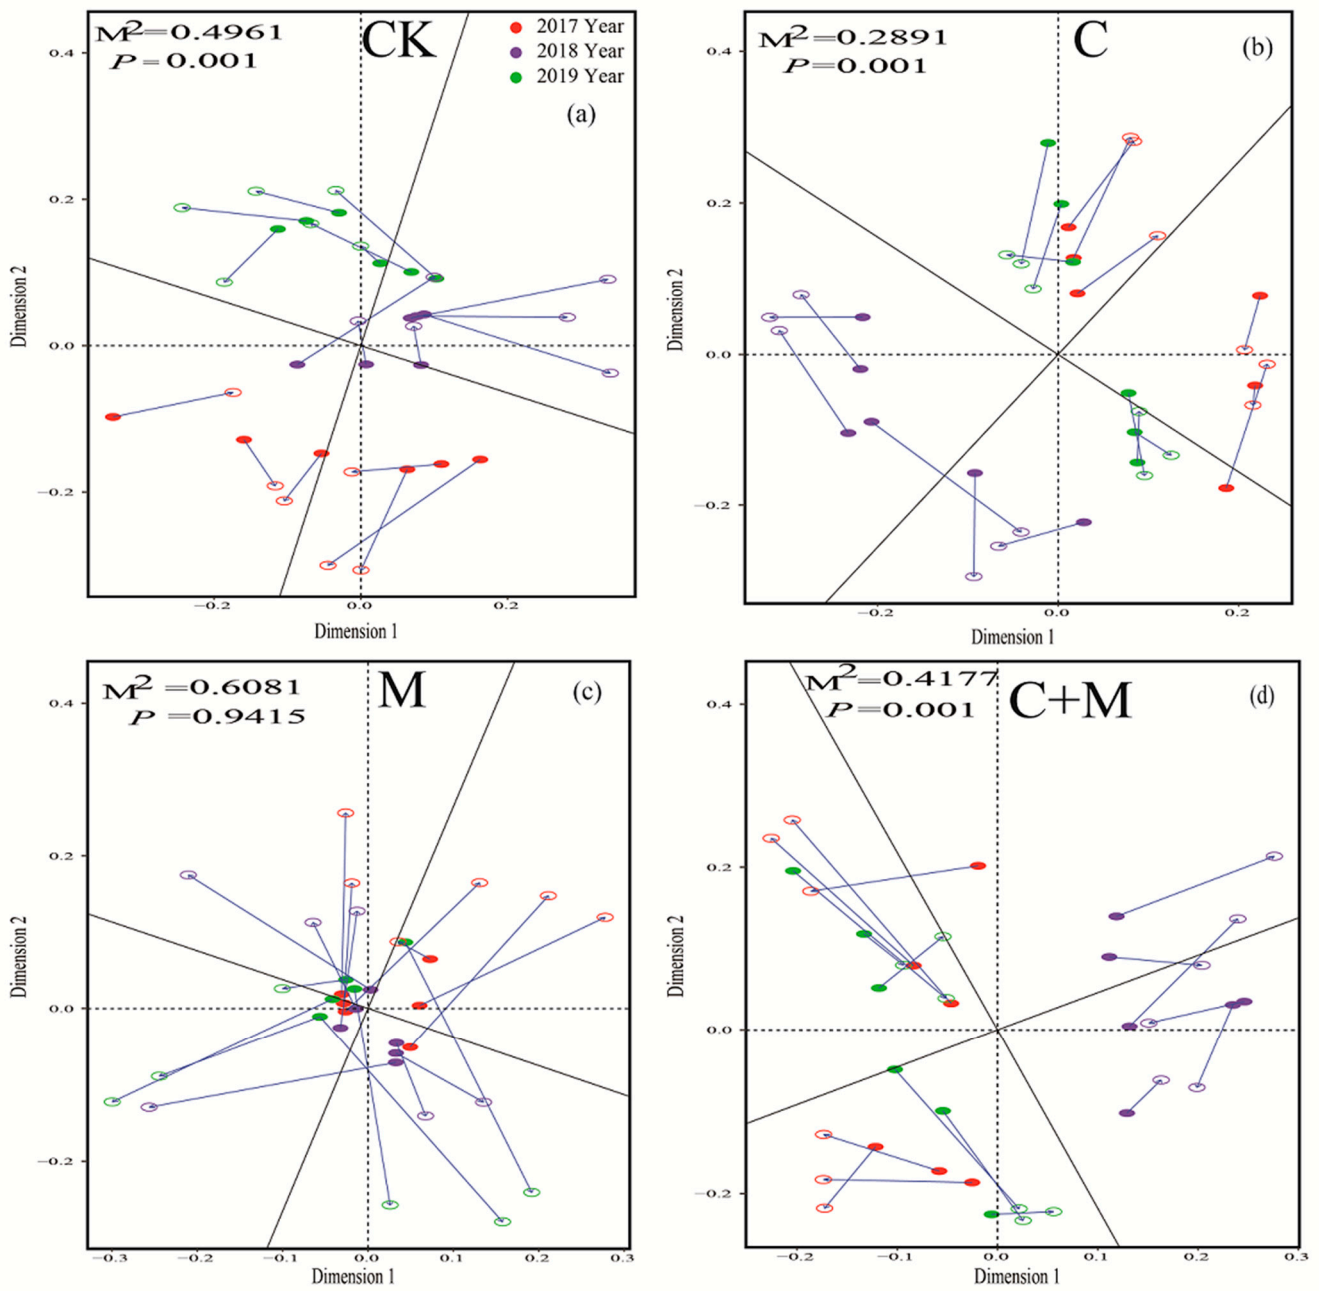 M²=0.4961
P=0.001
CK
2017 Year
2018 Year
2019 Year
(a)
0.4
0.2
0.0
−0.2
Dimension 2
−0.2
0.0
0.2
Dimension 1
M²=0.2891
P=0.001
C
(b)
0.4
0.2
0.0
−0.2
Dimension 2
−0.2
0.0
0.2
Dimension 1
M² =0.6081
P =0.9415
M
(c)
0.4
0.2
0.0
−0.2
Dimension 2
−0.3
−0.2
−0.1
0.0
0.1
0.2
0.3
Dimension 1
M²=0.4177
P=0.001
C+M
(d)
0.4
0.2
0.0
−0.2
Dimension 2
−0.2
−0.1
0.0
0.1
0.2
0.3
Dimension 1